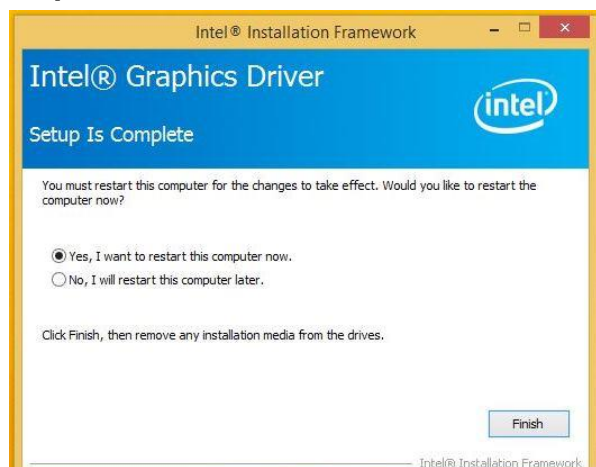 Intel® Installation Framework
Intel® Graphics Driver
intel
Setup Is Complete
You must restart this computer for the changes to take effect. Would you like to restart the
computer now?
Yes, I want to restart this computer now.
No, I will restart this computer later.
Click Finish, then remove any installation media from the drives.
Finish
Intel® Installation Framework